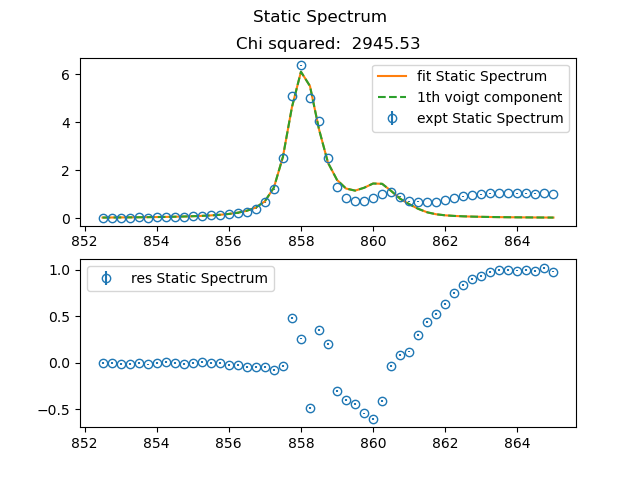 Static Spectrum
Chi squared:  2945.53
fit Static Spectrum
1th voigt component
expt Static Spectrum
6
4
2
0
852 854 856 858 860 862 864
res Static Spectrum
1.0
0.5
0.0
−0.5
852 854 856 858 860 862 864